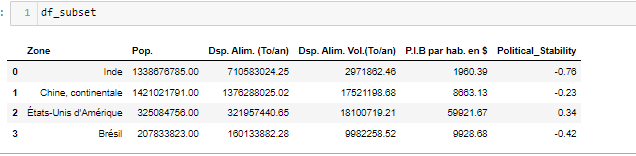 : 1 df_subset
Zone Pop. Dsp. Alim. (To/an) Dsp. Alim. Vol.(To/an) P.I.B par hab. en $ Political_Stability
0 Inde 1338676785.00 710583024.25 2971862.46 1960.39 -0.76
1 Chine, continentale 1421021791.00 1376288025.02 17521198.68 8663.13 -0.23
2 États-Unis d'Amérique 325084756.00 321957440.65 18100719.21 59921.67 0.34
3 Brésil 207833823.00 160133882.28 9982258.52 9928.68 -0.42